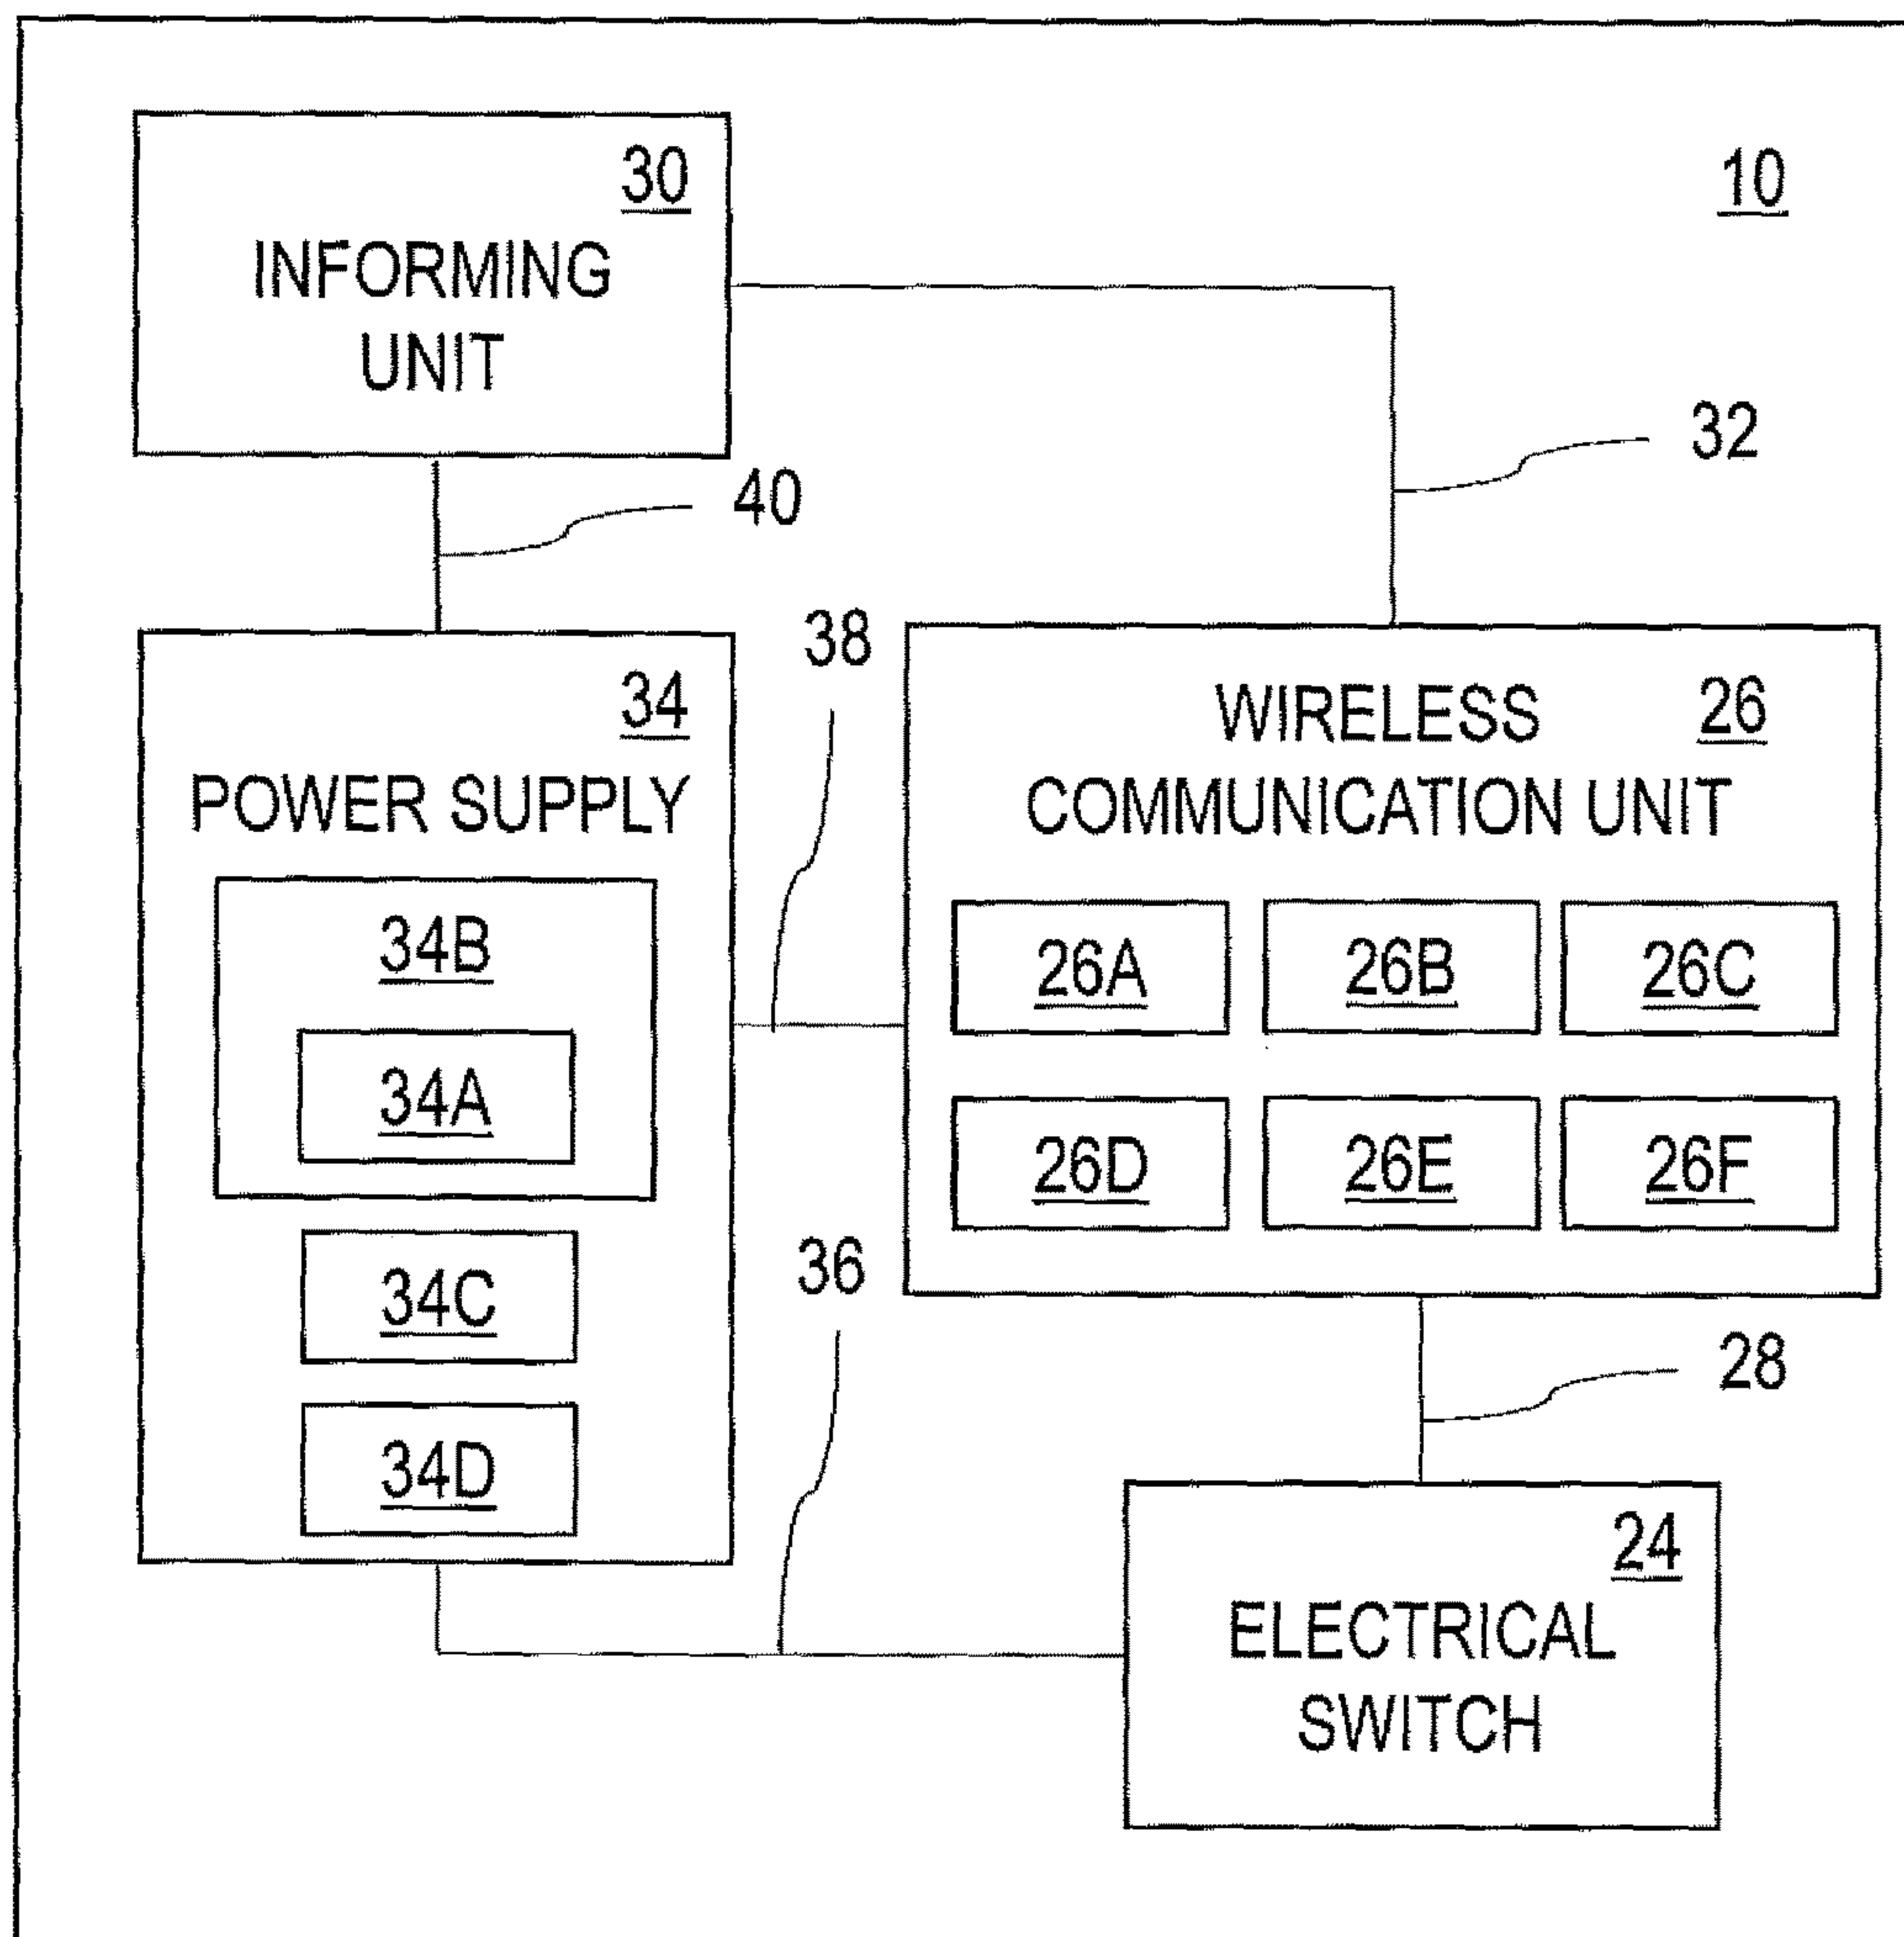 10
30
INFORMING
UNIT
32
40
38
34
POWER SUPPLY
34B
34A
34C
34D
WIRELESS 26
COMMUNICATION UNIT
26A 26B 26C
26D 26E 26F
36
28
24
ELECTRICAL
SWITCH